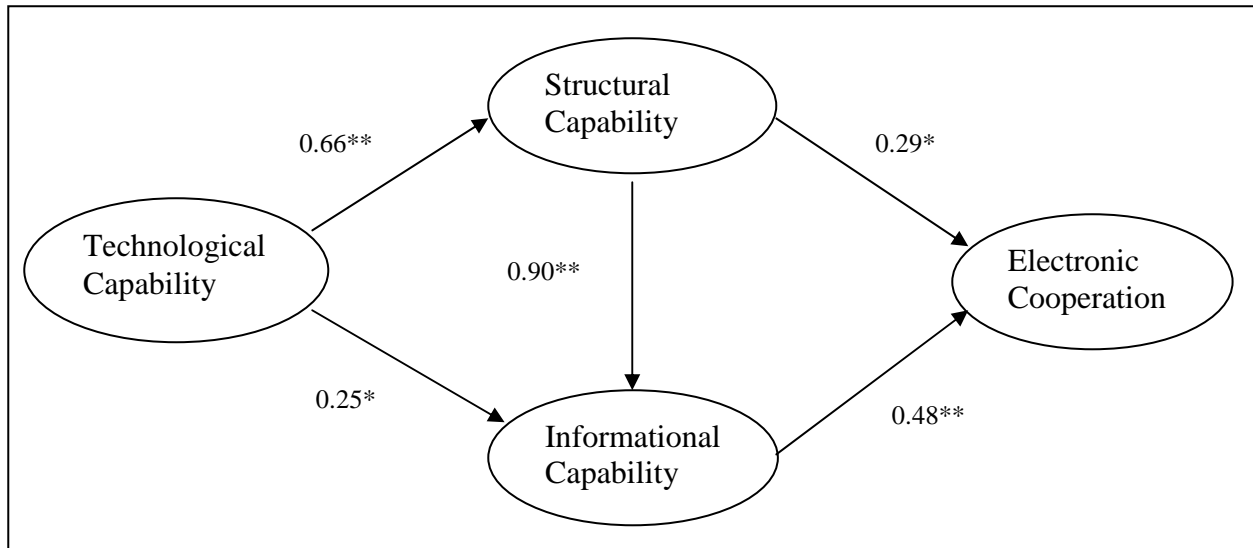 Structural
Capability
0.66**
0.29*
Technological
Capability
0.90**
Electronic
Cooperation
0.25*
0.48**
Informational
Capability